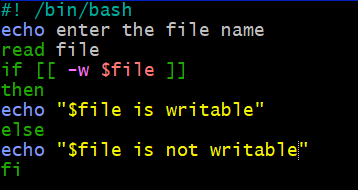 #! /bin/bash
echo enter the file name
read file
if [[ -w $file ]]
then
echo "$file is writable"
else
echo "$file is not writable"
fi